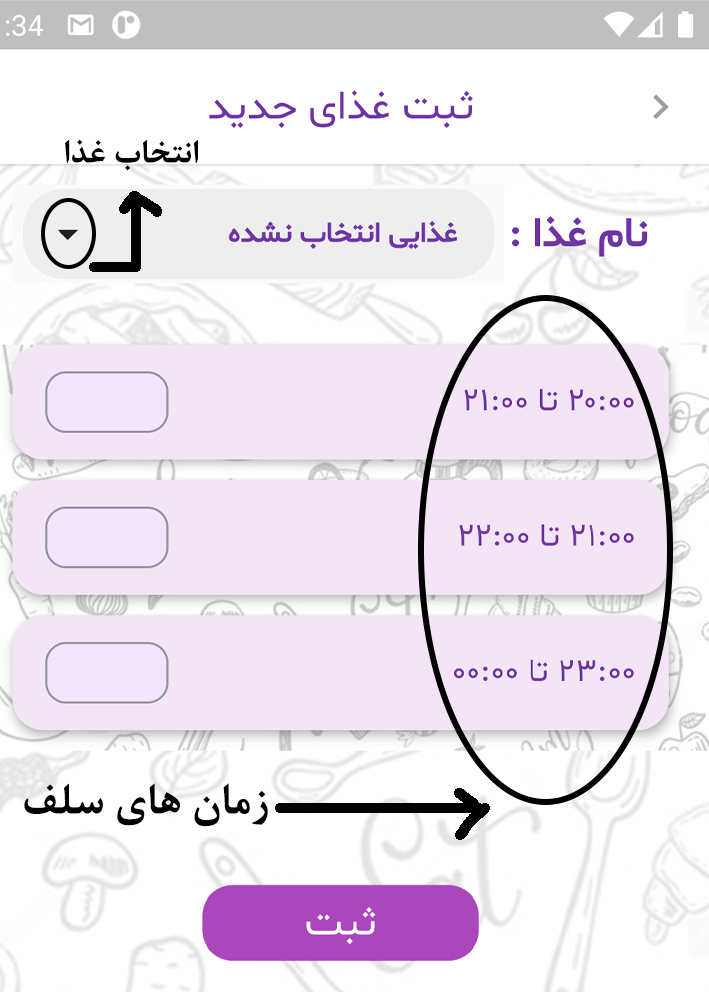 :34
ثبت غذای جدید
انتخاب غذا
نام غذا :
غذایی انتخاب نشده
۲۰:۰۰ تا ۲۱:۰۰
۲۱:۰۰ تا ۲۲:۰۰
۲۳:۰۰ تا ۰۰:۰۰
زمان های سلف
ثبت